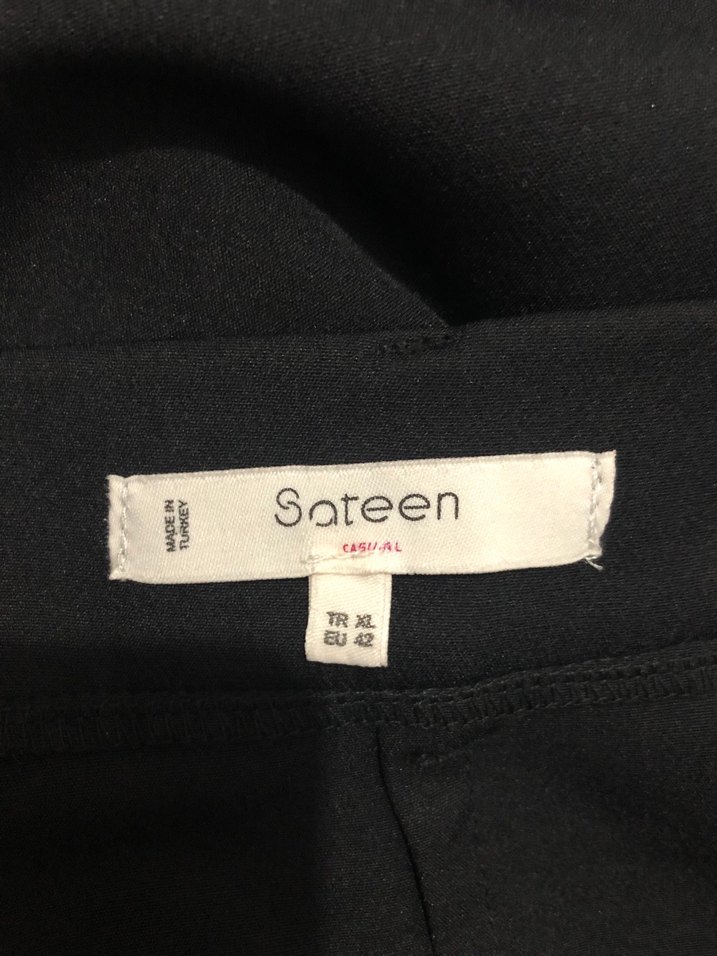 MADE IN
TURKEY
Sateen
CASUAL
TR XL
EU 42